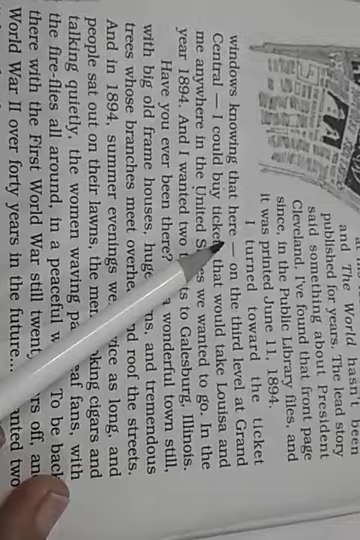 and The World hasn't been
published for years. The lead story
said something about President
Cleveland. I've found that front page
since, in the Public Library files, and
it was printed June 11, 1894.
I turned toward the ticket
windows knowing that here — on the third level at Grand
Central — I could buy tickets that would take Louisa and
me anywhere in the United States we wanted to go. In the
year 1894. And I wanted two to Galesburg, Illinois.
Have you ever been there? a wonderful town still,
with big old frame houses, huge and tremendous
trees whose branches meet overhead and roof the streets.
And in 1894, summer evenings were twice as long, and
people sat out on their lawns, the men smoking cigars and
talking quietly, the women waving palm-leaf fans, with
the fire-flies all around, in a peaceful To be back
there with the First World War still twenty off, and
World War II over forty years in the future... wanted two